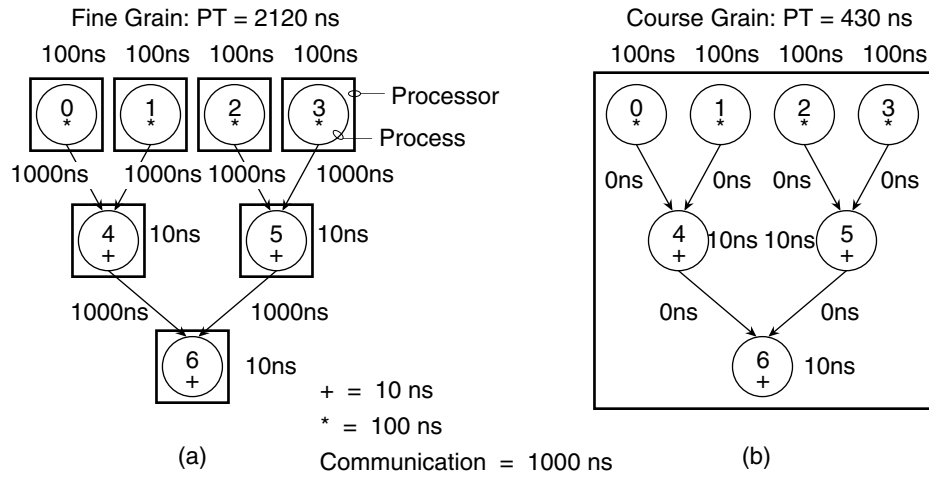 Fine Grain: PT = 2120 ns
Course Grain: PT = 430 ns
100ns 100ns 100ns 100ns
100ns 100ns 100ns 100ns
0 1 2 3
* * * *
Processor
Process
0 1 2 3
* * * *
1000ns 1000ns 1000ns 1000ns
0ns 0ns 0ns 0ns
4
+
10ns
5
+
10ns
4
+
10ns
10ns
5
+
1000ns 1000ns
0ns 0ns
6
+
10ns
6
+
10ns
+ = 10 ns
* = 100 ns
Communication = 1000 ns
(a)
(b)